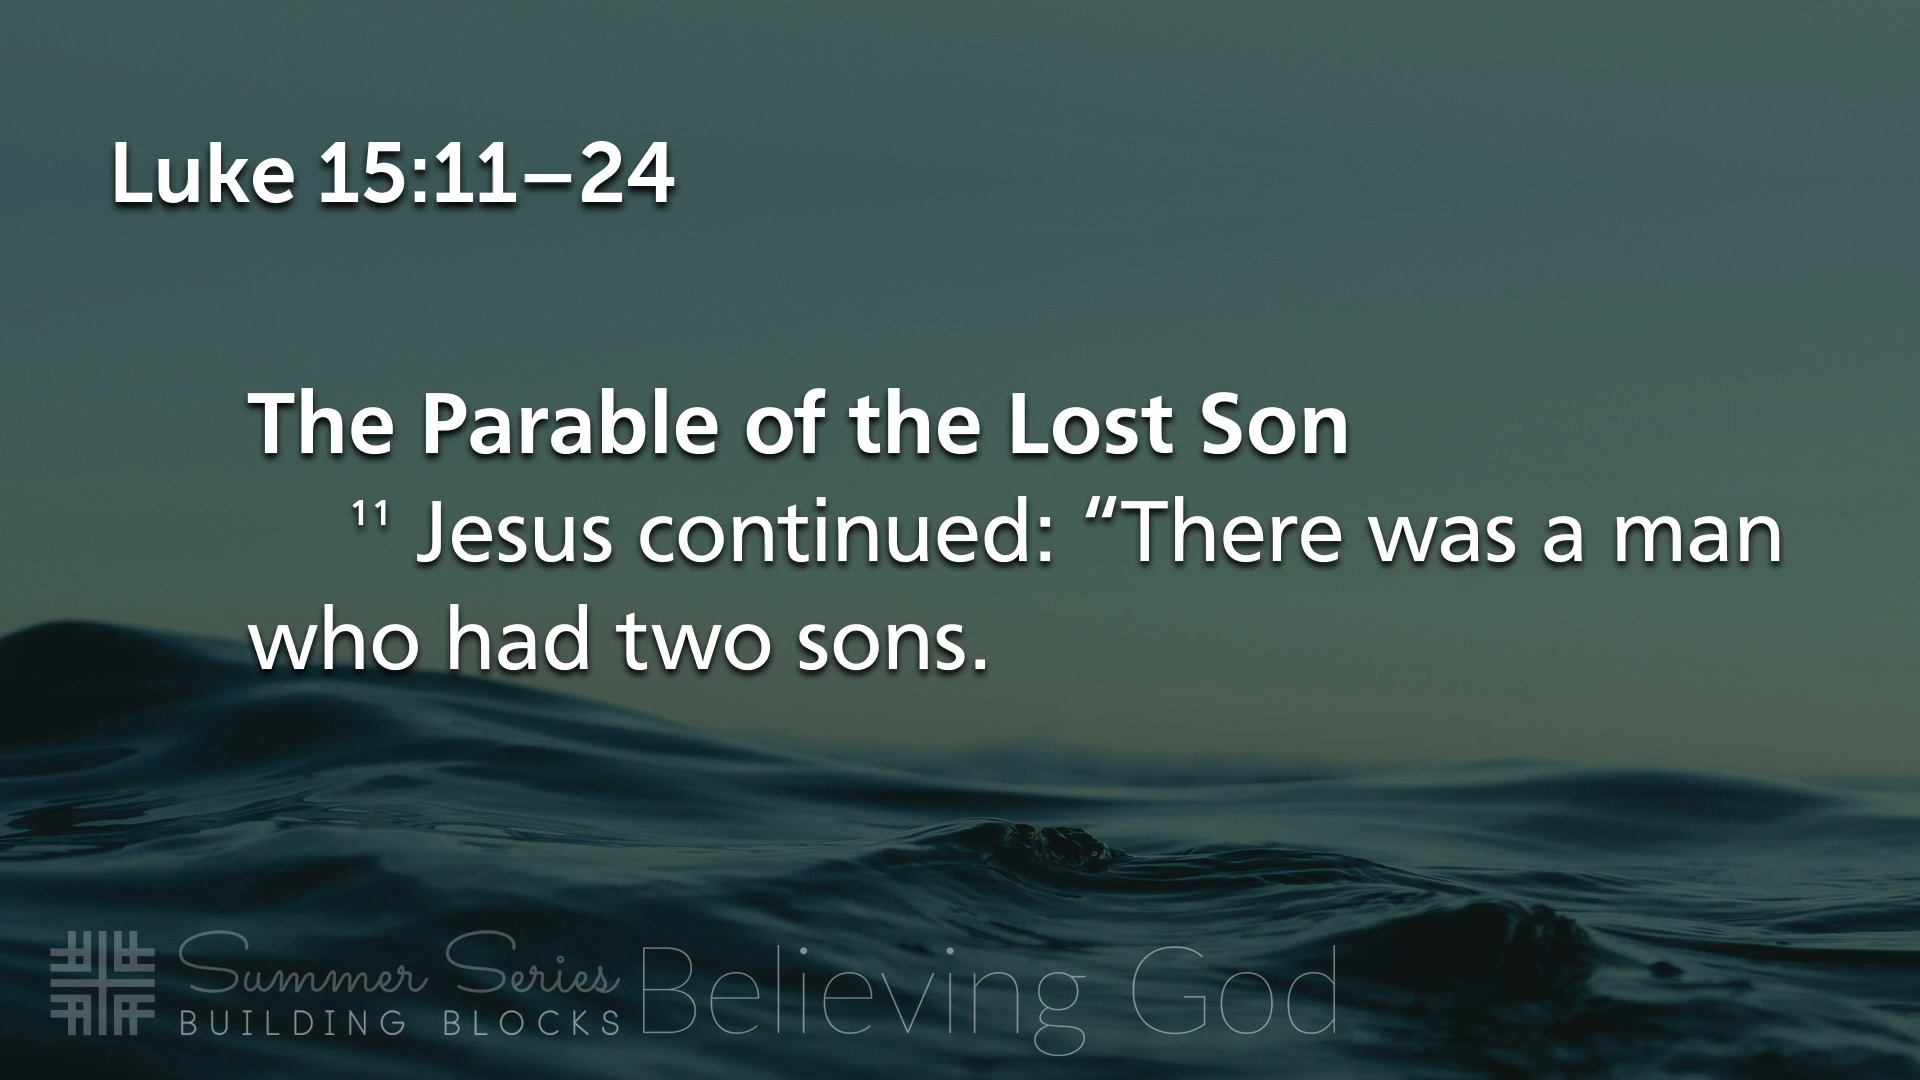 Luke 15:11–24
The Parable of the Lost Son
11 Jesus continued: “There was a man
who had two sons.
Summer Series
BUILDING BLOCKS
Believing God